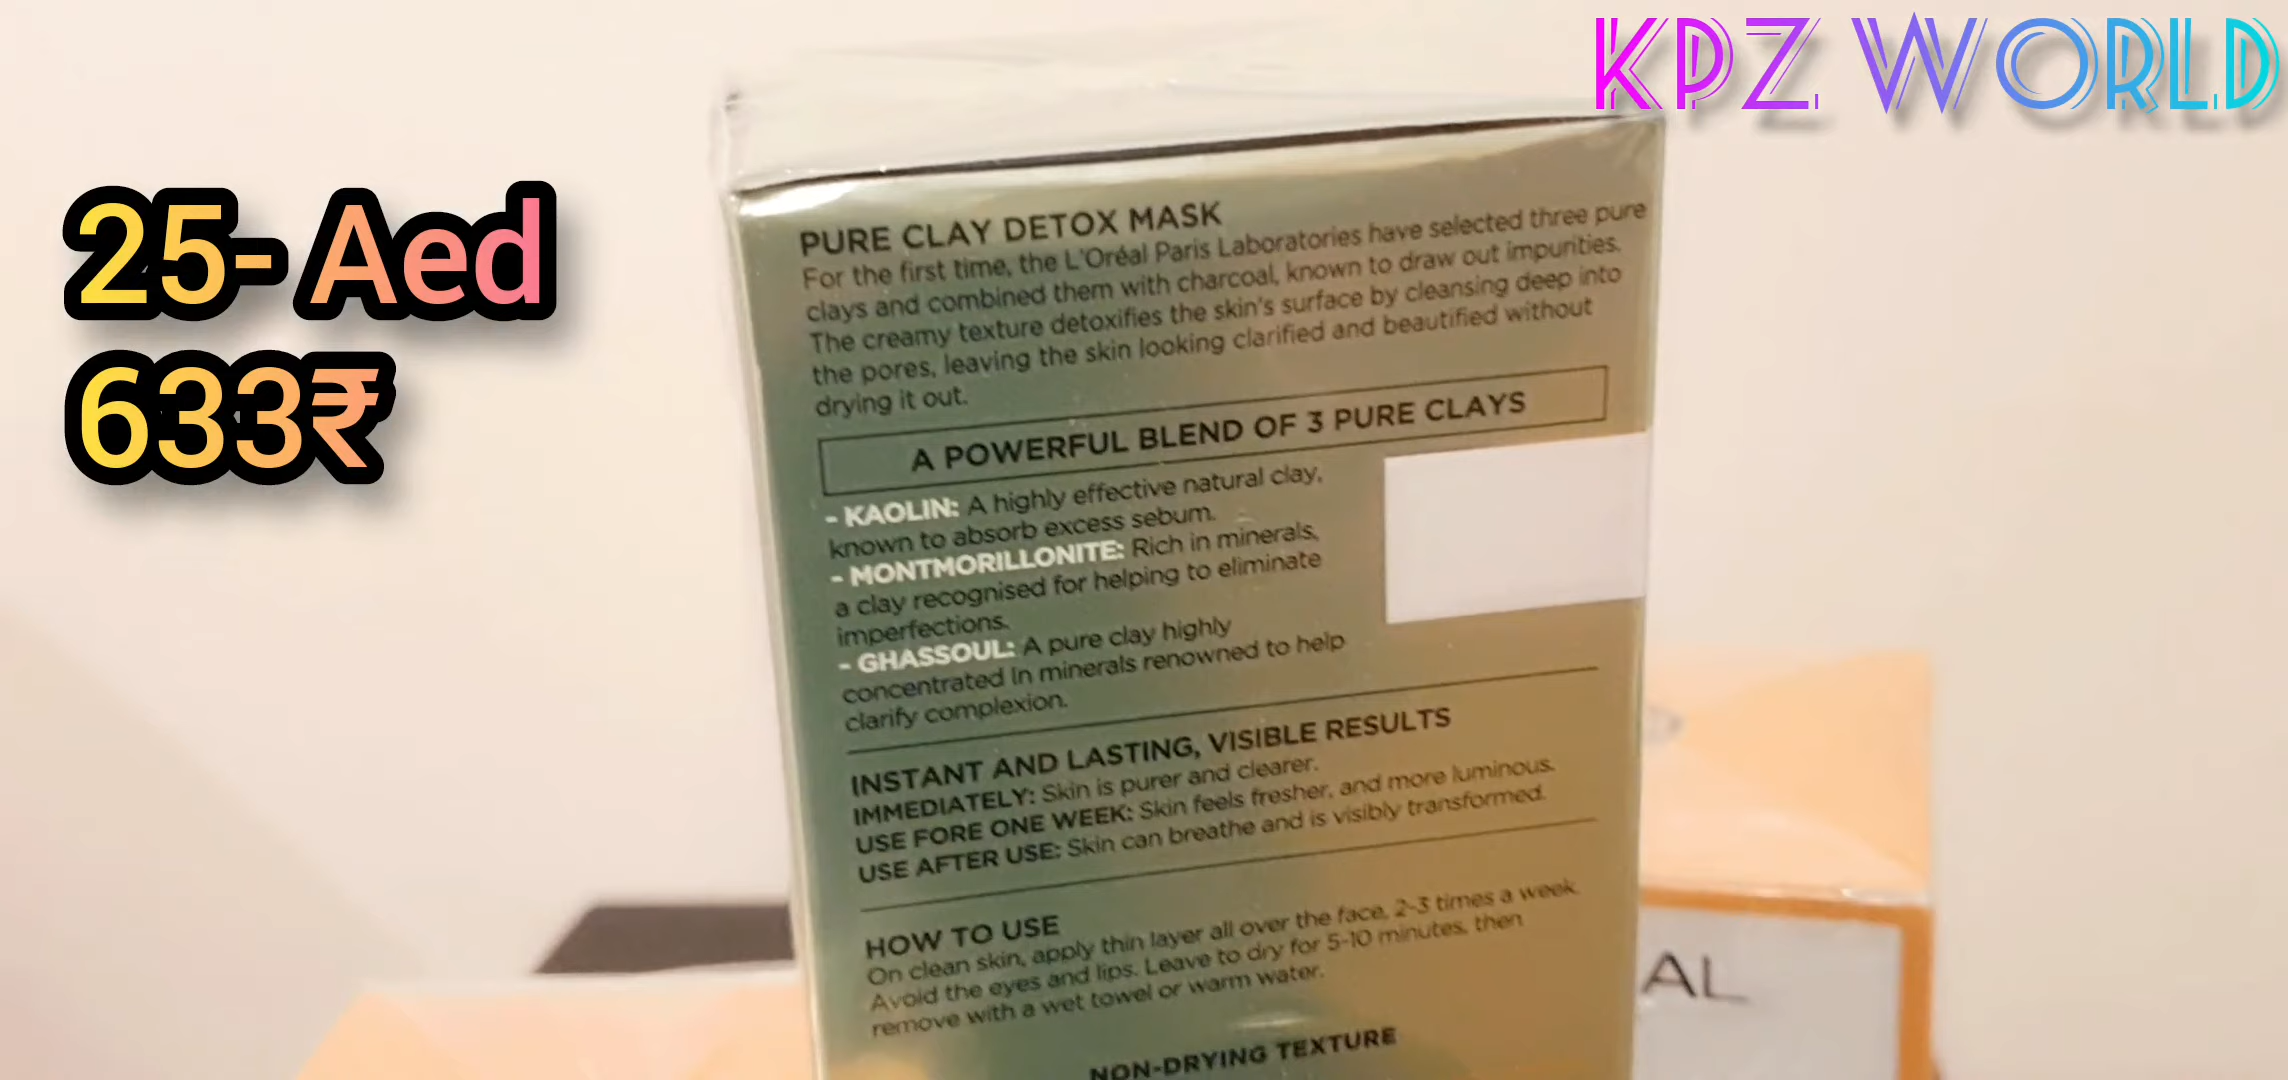 KPZ WORLD
25- Aed
633₹
PURE CLAY DETOX MASK
For the first time, the L'Oréal Paris Laboratories have selected three pure
clays and combined them with charcoal, known to draw out impurities.
The creamy texture detoxifies the skin's surface by cleansing deep into
the pores, leaving the skin looking clarified and beautified without
drying it out.
A POWERFUL BLEND OF 3 PURE CLAYS
- KAOLIN: A highly effective natural clay,
known to absorb excess sebum.
- MONTMORILLONITE: Rich in minerals,
a clay recognised for helping to eliminate
imperfections.
- GHASSOUL: A pure clay highly
concentrated in minerals renowned to help
clarify complexion.
INSTANT AND LASTING, VISIBLE RESULTS
IMMEDIATELY: Skin is purer and clearer.
USE FORE ONE WEEK: Skin feels fresher, and more luminous.
USE AFTER USE: Skin can breathe and is visibly transformed.
HOW TO USE
On clean skin, apply thin layer all over the face, 2-3 times a week.
Avoid the eyes and lips. Leave to dry for 5-10 minutes, then
remove with a wet towel or warm water.
NON-DRYING TEXTURE
AL